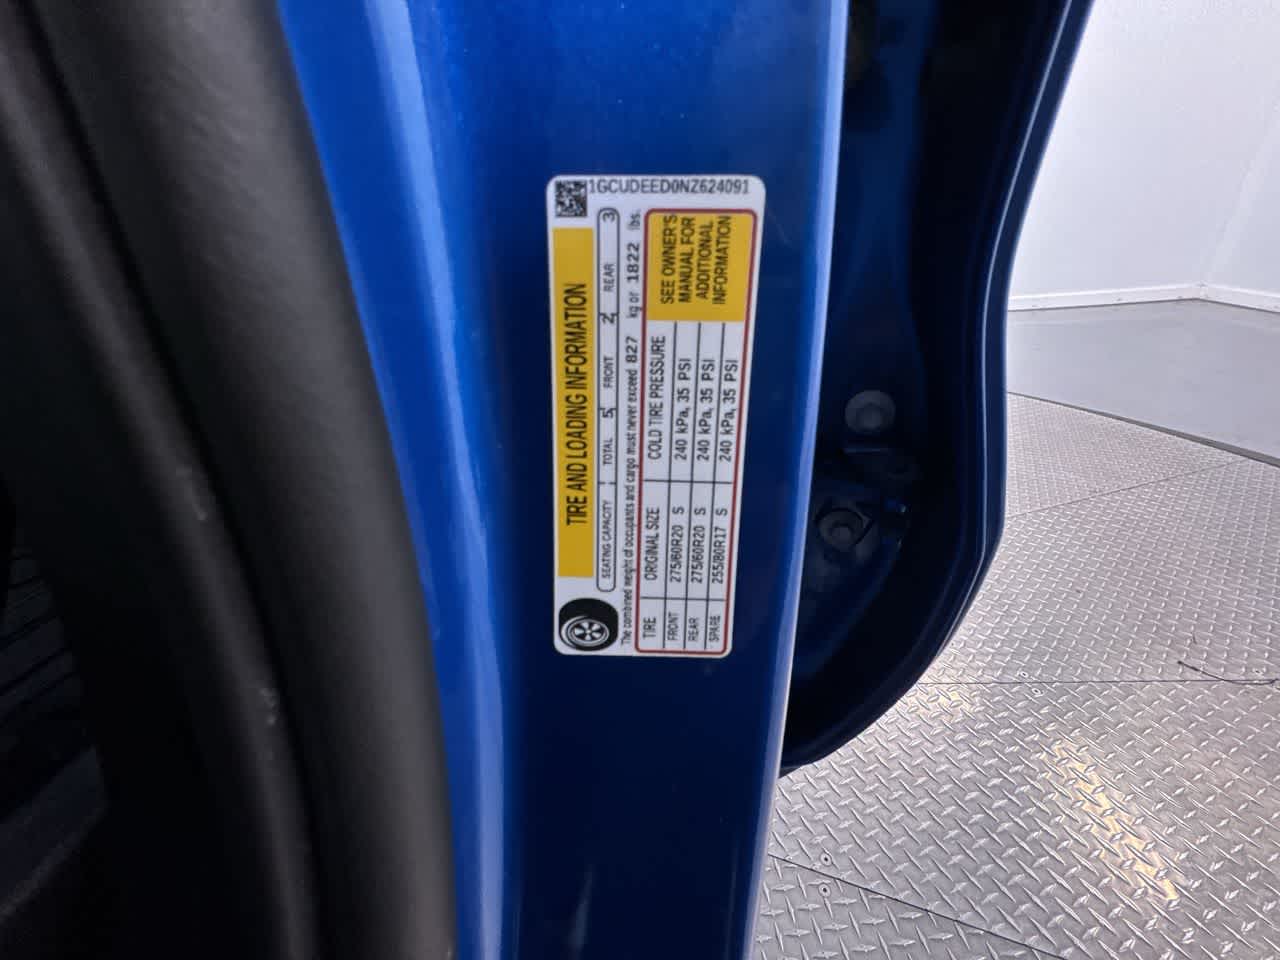 1GCUDEED0NZ624091
TIRE AND LOADING INFORMATION
SEATING CAPACITY TOTAL 5 FRONT 2 REAR 3
The combined weight of occupants and cargo must never exceed 827 kg or 1822 lbs.
TIRE ORIGINAL SIZE COLD TIRE PRESSURE
FRONT 275/60R20 S 240 kPa, 35 PSI
REAR 275/60R20 S 240 kPa, 35 PSI
SPARE 255/80R17 S 240 kPa, 35 PSI
SEE OWNER'S
MANUAL FOR
ADDITIONAL
INFORMATION